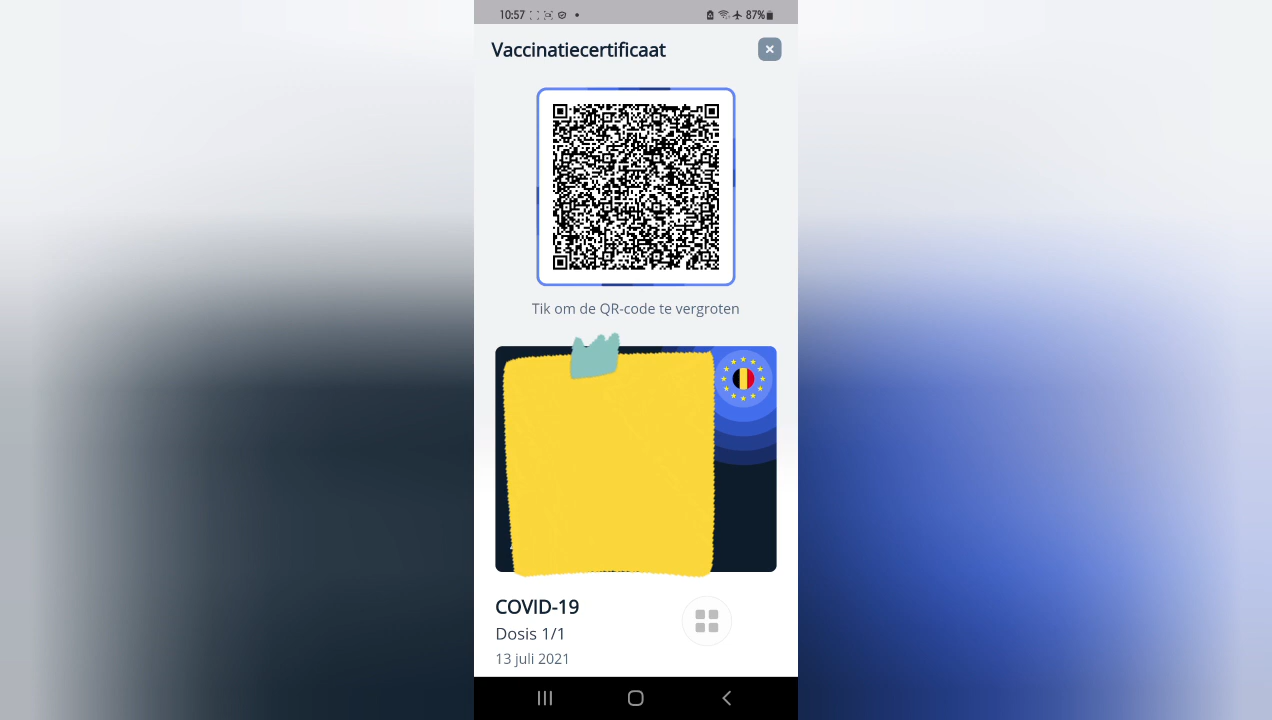 10:57
87%
Vaccinatiecertificaat
Tik om de QR-code te vergroten
COVID-19
Dosis 1/1
13 juli 2021